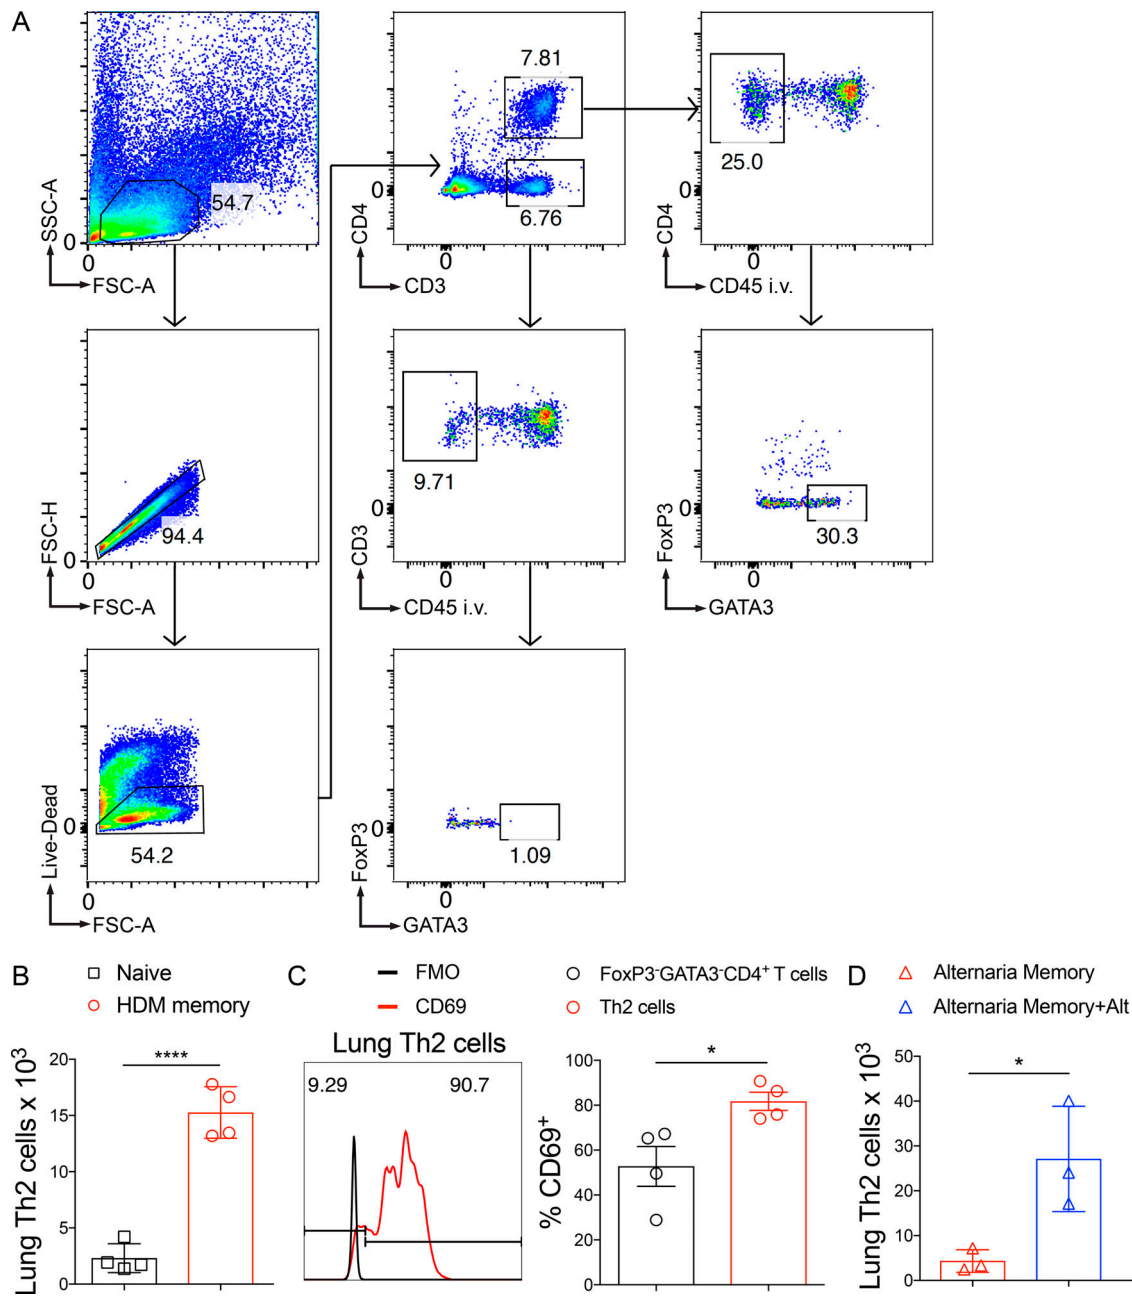 A
SSC-A
54.7
0
0
FSC-A
7.81
6.76
0
0
CD4
CD3
25.0
0
0
CD4
CD45 i.v.
FSC-H
94.4
0
0
FSC-A
9.71
0
0
CD3
CD45 i.v.
30.3
0
0
FoxP3
GATA3
Live-Dead
54.2
0
0
FSC-A
1.09
0
0
FoxP3
GATA3
B
Naive
HDM memory
****
Lung Th2 cells x 10³
20
15
10
5
0
C
FMO
CD69
Lung Th2 cells
9.29
90.7
FoxP3⁻GATA3⁻CD4⁺ T cells
Th2 cells
*
% CD69⁺
100
80
60
40
20
0
D
Alternaria Memory
Alternaria Memory+Alt
*
Lung Th2 cells x 10³
50
40
30
20
10
0